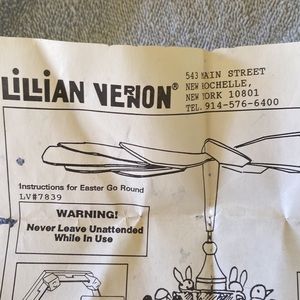 LILLIAN VERNON®
543 MAIN STREET
NEW ROCHELLE,
NEW YORK 10801
TEL. 914-576-6400
Instructions for Easter Go Round
LV#7839
WARNING!
Never Leave Unattended
While In Use